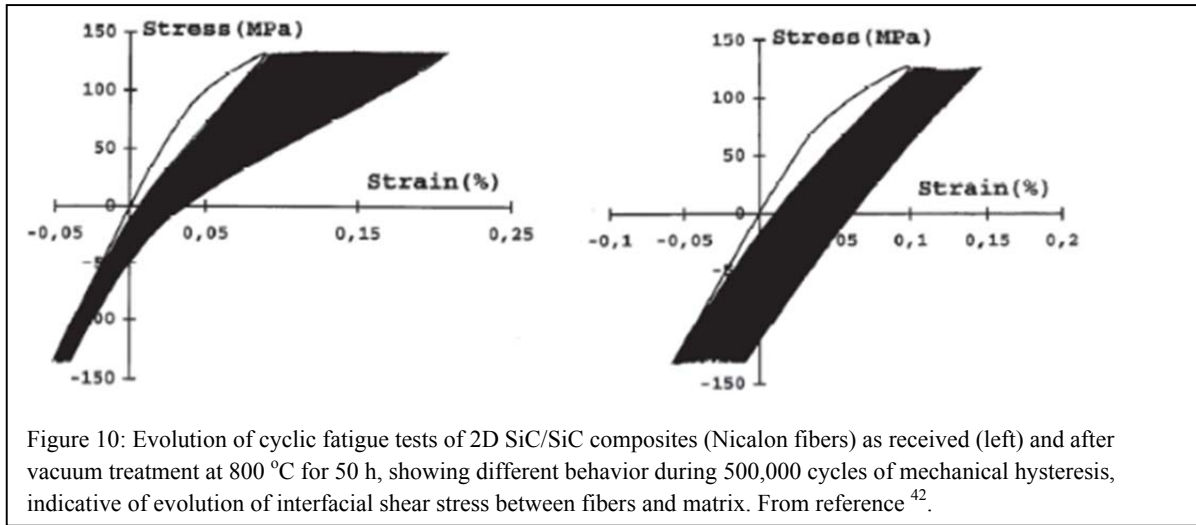 150 Stress(MPa)
100
50
Strain(%)
0
-0,05 0,05 0,15 0,25
-150
150 Stress(MPa)
100
50
Strain(%)
0
-0,1 -0,05 0,1 0,15 0,2
-150
Figure 10: Evolution of cyclic fatigue tests of 2D SiC/SiC composites (Nicalon fibers) as received (left) and after
vacuum treatment at 800 °C for 50 h, showing different behavior during 500,000 cycles of mechanical hysteresis,
indicative of evolution of interfacial shear stress between fibers and matrix. From reference 42.